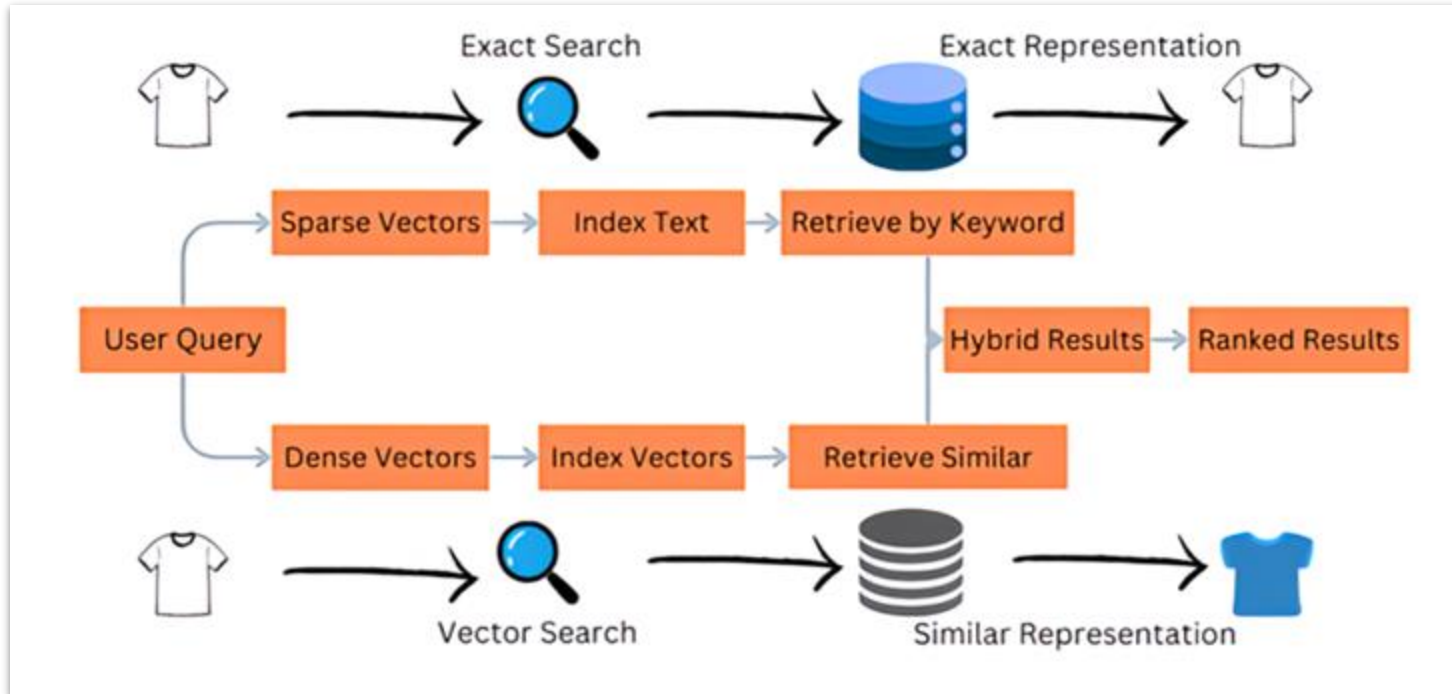 Exact Search
Exact Representation
Sparse Vectors
Index Text
Retrieve by Keyword
User Query
Hybrid Results
Ranked Results
Dense Vectors
Index Vectors
Retrieve Similar
Vector Search
Similar Representation